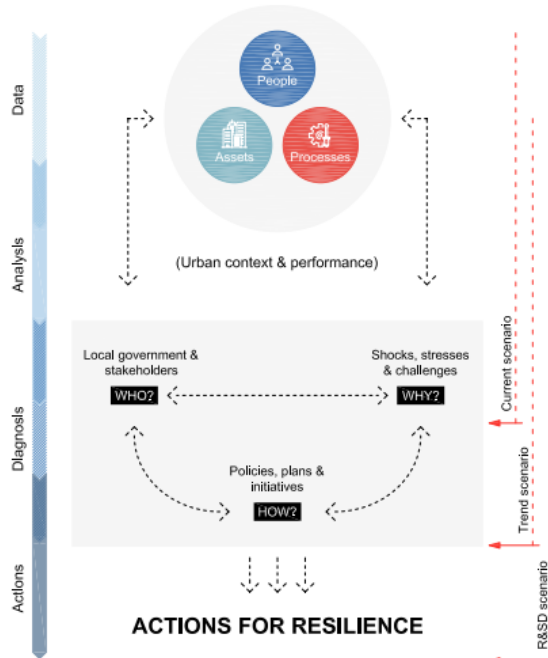 Data
Analysis
Diagnosis
Actions
People
Assets
Processes
(Urban context & performance)
Local government &
stakeholders
WHO?
Shocks, stresses
& challenges
WHY?
Policies, plans &
initiatives
HOW?
ACTIONS FOR RESILIENCE
Current scenario
Trend scenario
R&SD scenario